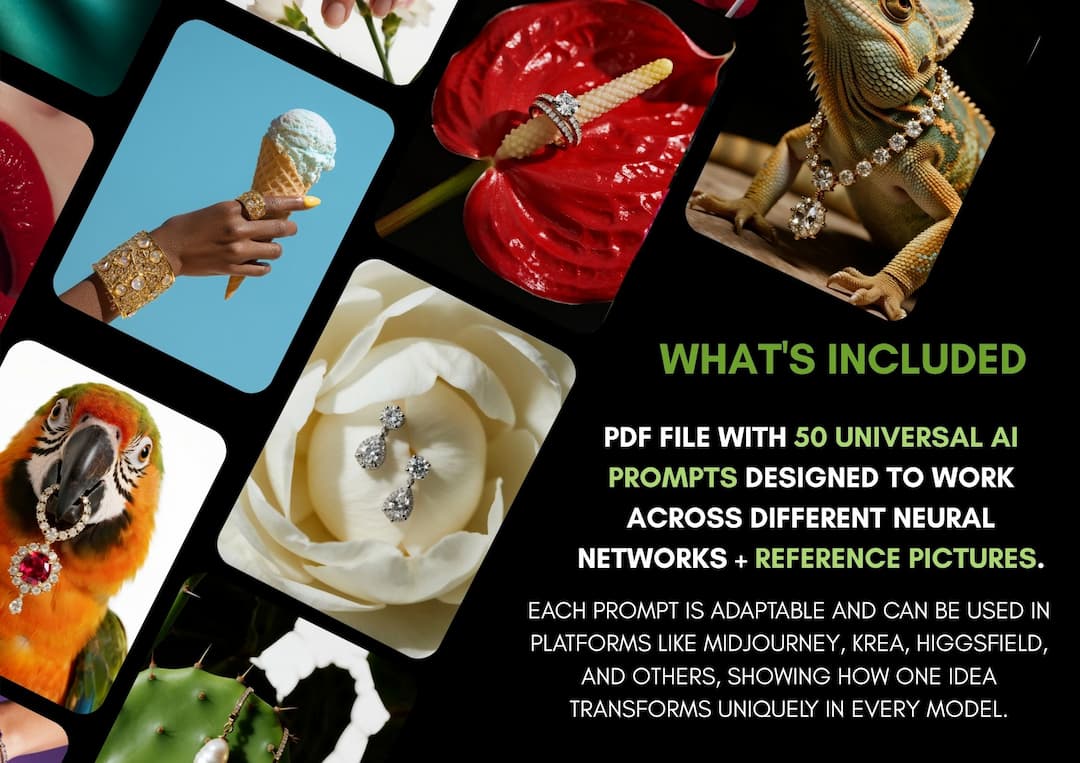 WHAT'S INCLUDED
PDF FILE WITH 50 UNIVERSAL AI
PROMPTS DESIGNED TO WORK
ACROSS DIFFERENT NEURAL
NETWORKS + REFERENCE PICTURES.
EACH PROMPT IS ADAPTABLE AND CAN BE USED IN
PLATFORMS LIKE MIDJOURNEY, KREA, HIGGSFIELD,
AND OTHERS, SHOWING HOW ONE IDEA
TRANSFORMS UNIQUELY IN EVERY MODEL.